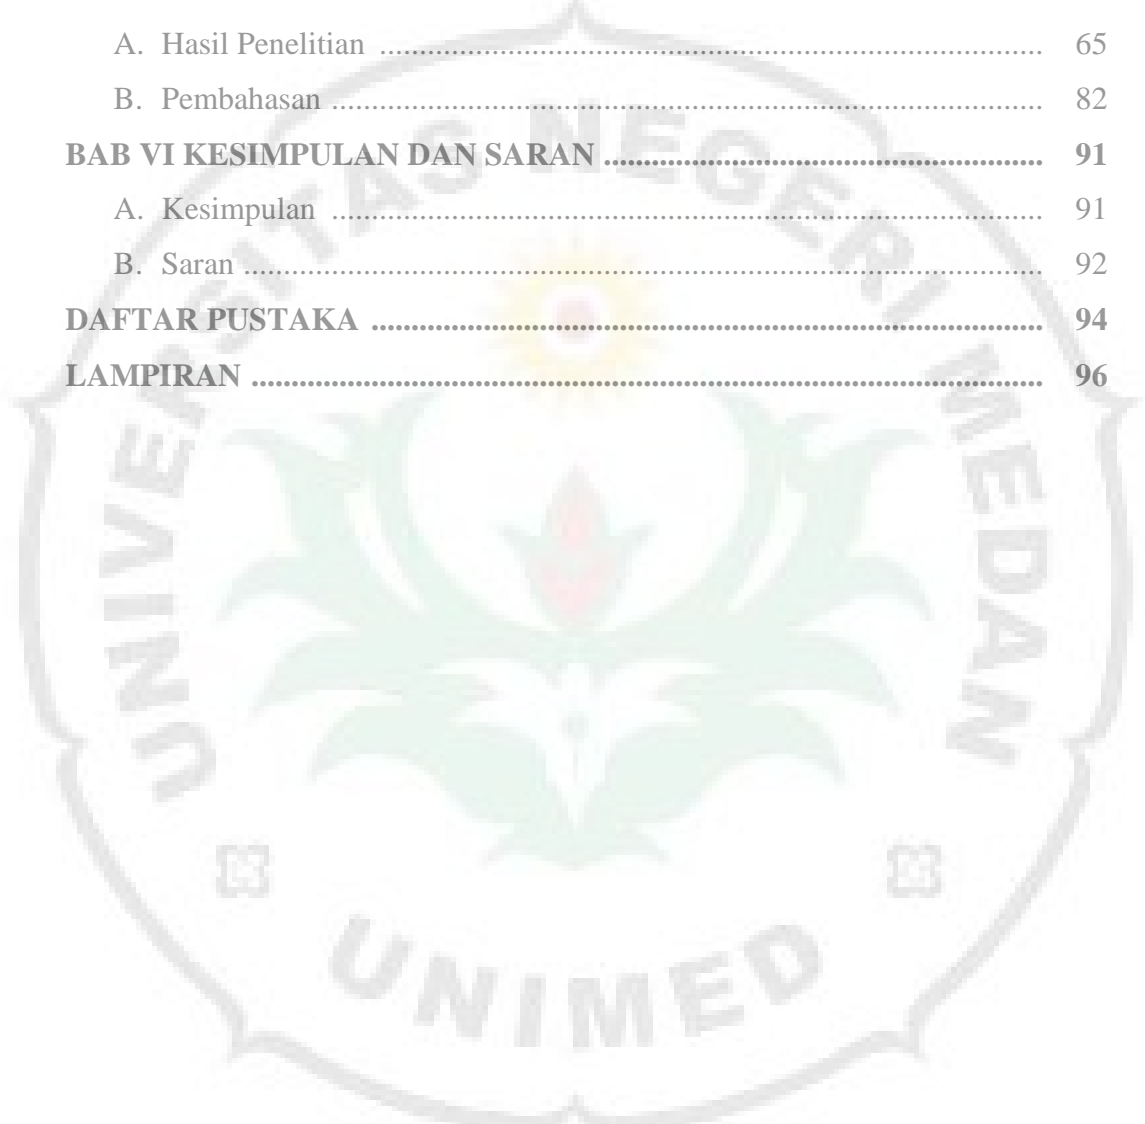 A. Hasil Penelitian ................................................................................... 65
B. Pembahasan ......................................................................................... 82
BAB VI KESIMPULAN DAN SARAN ....................................................... 91
A. Kesimpulan ......................................................................................... 91
B. Saran .................................................................................................... 92
DAFTAR PUSTAKA .................................................................................... 94
LAMPIRAN ................................................................................................... 96
UNIVERSITAS NEGERI MEDAN
UNIMED